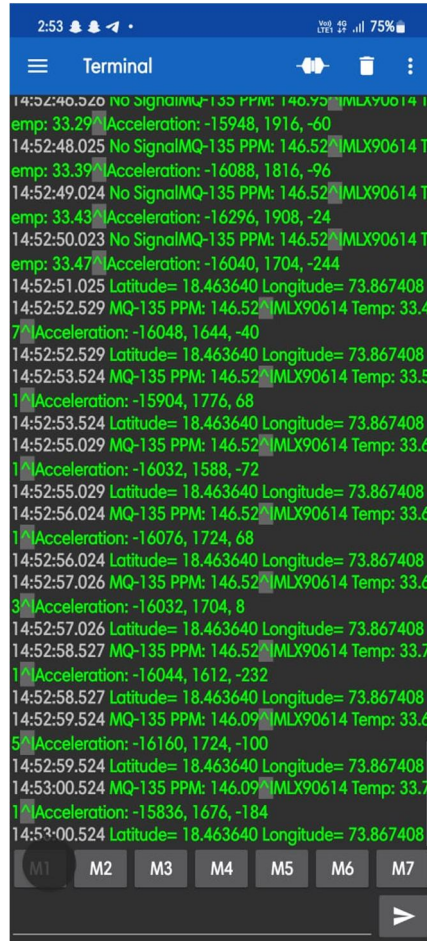 2:53
Vo)) 4G
LTE1 75%
Terminal
14:52:46.526 No SignalMQ-135 PPM: 146.95^IMLX90614 T
emp: 33.29^IAcceleration: -15948, 1916, -60
14:52:48.025 No SignalMQ-135 PPM: 146.52^IMLX90614 T
emp: 33.39^IAcceleration: -16088, 1816, -96
14:52:49.024 No SignalMQ-135 PPM: 146.52^IMLX90614 T
emp: 33.43^IAcceleration: -16296, 1908, -24
14:52:50.023 No SignalMQ-135 PPM: 146.52^IMLX90614 T
emp: 33.47^IAcceleration: -16040, 1704, -244
14:52:51.025 Latitude= 18.463640 Longitude= 73.867408
14:52:52.529 MQ-135 PPM: 146.52^IMLX90614 Temp: 33.4
7^IAcceleration: -16048, 1644, -40
14:52:52.529 Latitude= 18.463640 Longitude= 73.867408
14:52:53.524 MQ-135 PPM: 146.52^IMLX90614 Temp: 33.5
1^IAcceleration: -15904, 1776, 68
14:52:53.524 Latitude= 18.463640 Longitude= 73.867408
14:52:55.029 MQ-135 PPM: 146.52^IMLX90614 Temp: 33.6
1^IAcceleration: -16032, 1588, -72
14:52:55.029 Latitude= 18.463640 Longitude= 73.867408
14:52:56.024 MQ-135 PPM: 146.52^IMLX90614 Temp: 33.6
1^IAcceleration: -16076, 1724, 68
14:52:56.024 Latitude= 18.463640 Longitude= 73.867408
14:52:57.026 MQ-135 PPM: 146.52^IMLX90614 Temp: 33.6
3^IAcceleration: -16032, 1704, 8
14:52:57.026 Latitude= 18.463640 Longitude= 73.867408
14:52:58.527 MQ-135 PPM: 146.52^IMLX90614 Temp: 33.7
1^IAcceleration: -16044, 1612, -232
14:52:58.527 Latitude= 18.463640 Longitude= 73.867408
14:52:59.524 MQ-135 PPM: 146.09^IMLX90614 Temp: 33.6
5^IAcceleration: -16160, 1724, -100
14:52:59.524 Latitude= 18.463640 Longitude= 73.867408
14:53:00.524 MQ-135 PPM: 146.09^IMLX90614 Temp: 33.7
1^IAcceleration: -15836, 1676, -184
14:53:00.524 Latitude= 18.463640 Longitude= 73.867408
M1 M2 M3 M4 M5 M6 M7